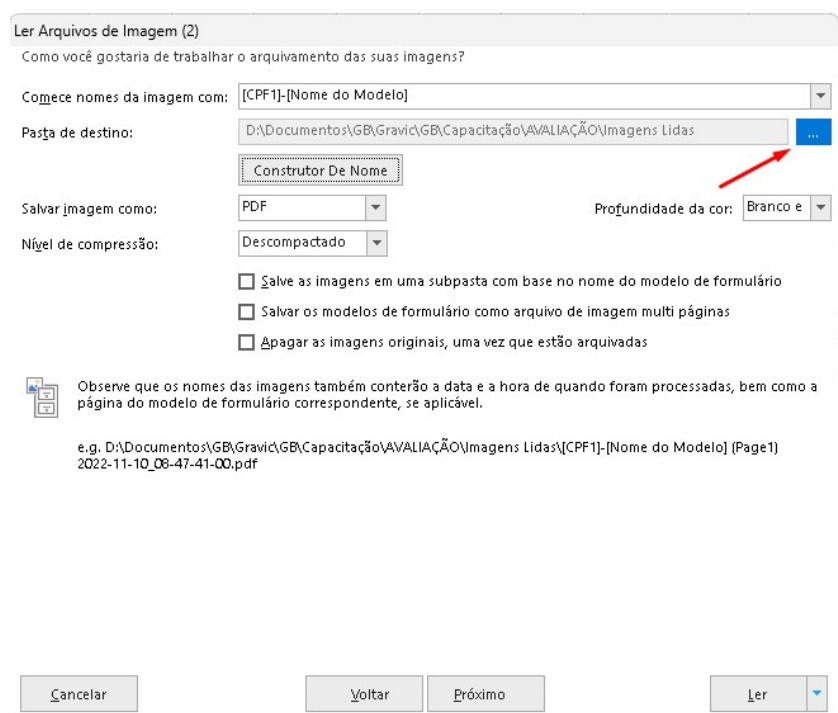 Ler Arquivos de Imagem (2)
Como você gostaria de trabalhar o arquivamento das suas imagens?
Comece nomes da imagem com: [CPF1]-[Nome do Modelo]
Pasta de destino: D:\Documentos\GB\Gravic\GB\Capacitação\AVALIAÇÃO\Imagens Lidas ...
Construtor De Nome
Salvar imagem como: PDF Profundidade da cor: Branco e
Nível de compressão: Descompactado
Salve as imagens em uma subpasta com base no nome do modelo de formulário
Salvar os modelos de formulário como arquivo de imagem multi páginas
Apagar as imagens originais, uma vez que estão arquivadas
Observe que os nomes das imagens também conterão a data e a hora de quando foram processadas, bem como a
página do modelo de formulário correspondente, se aplicável.
e.g. D:\Documentos\GB\Gravic\GB\Capacitação\AVALIAÇÃO\Imagens Lidas\[CPF1]-[Nome do Modelo] (Page1)
2022-11-10_08-47-41-00.pdf
Cancelar Voltar Próximo Ler